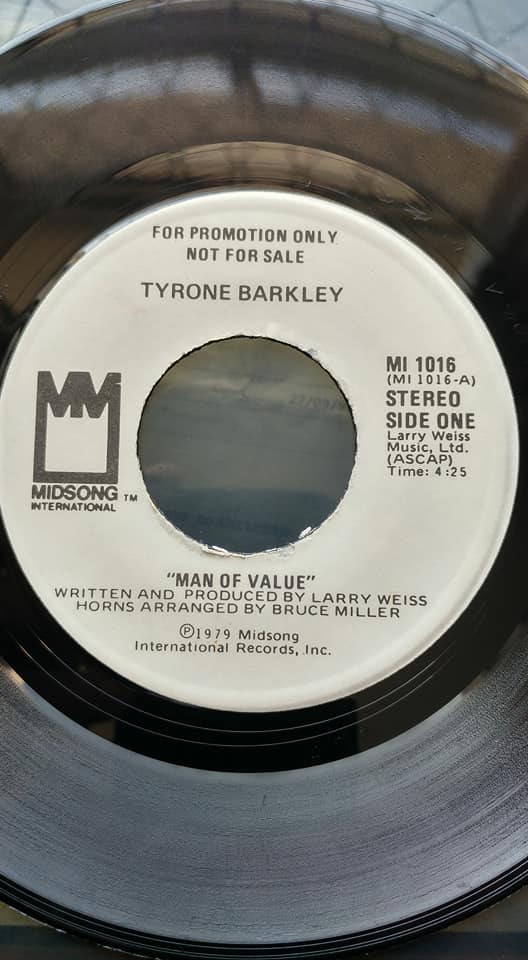 FOR PROMOTION ONLY
NOT FOR SALE
TYRONE BARKLEY
MI 1016
(MI 1016-A)
STEREO
SIDE ONE
Larry Weiss
Music, Ltd.
(ASCAP)
Time: 4:25
MIDSONG TM
INTERNATIONAL
"MAN OF VALUE"
WRITTEN AND PRODUCED BY LARRY WEISS
HORNS ARRANGED BY BRUCE MILLER
Ⓟ1979 Midsong
International Records, Inc.